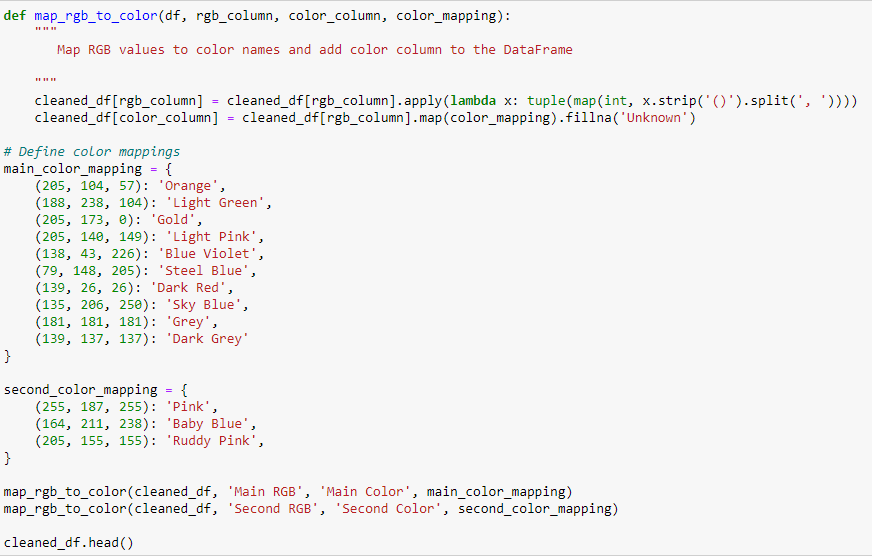 def map_rgb_to_color(df, rgb_column, color_column, color_mapping):
    """
       Map RGB values to color names and add color column to the DataFrame
    """
    cleaned_df[rgb_column] = cleaned_df[rgb_column].apply(lambda x: tuple(map(int, x.strip('()').split(', '))))
    cleaned_df[color_column] = cleaned_df[rgb_column].map(color_mapping).fillna('Unknown')
# Define color mappings
main_color_mapping = {
    (205, 104, 57): 'Orange',
    (188, 238, 104): 'Light Green',
    (205, 173, 0): 'Gold',
    (205, 140, 149): 'Light Pink',
    (138, 43, 226): 'Blue Violet',
    (79, 148, 205): 'Steel Blue',
    (139, 26, 26): 'Dark Red',
    (135, 206, 250): 'Sky Blue',
    (181, 181, 181): 'Grey',
    (139, 137, 137): 'Dark Grey'
}
second_color_mapping = {
    (255, 187, 255): 'Pink',
    (164, 211, 238): 'Baby Blue',
    (205, 155, 155): 'Ruddy Pink',
}
map_rgb_to_color(cleaned_df, 'Main RGB', 'Main Color', main_color_mapping)
map_rgb_to_color(cleaned_df, 'Second RGB', 'Second Color', second_color_mapping)
cleaned_df.head()